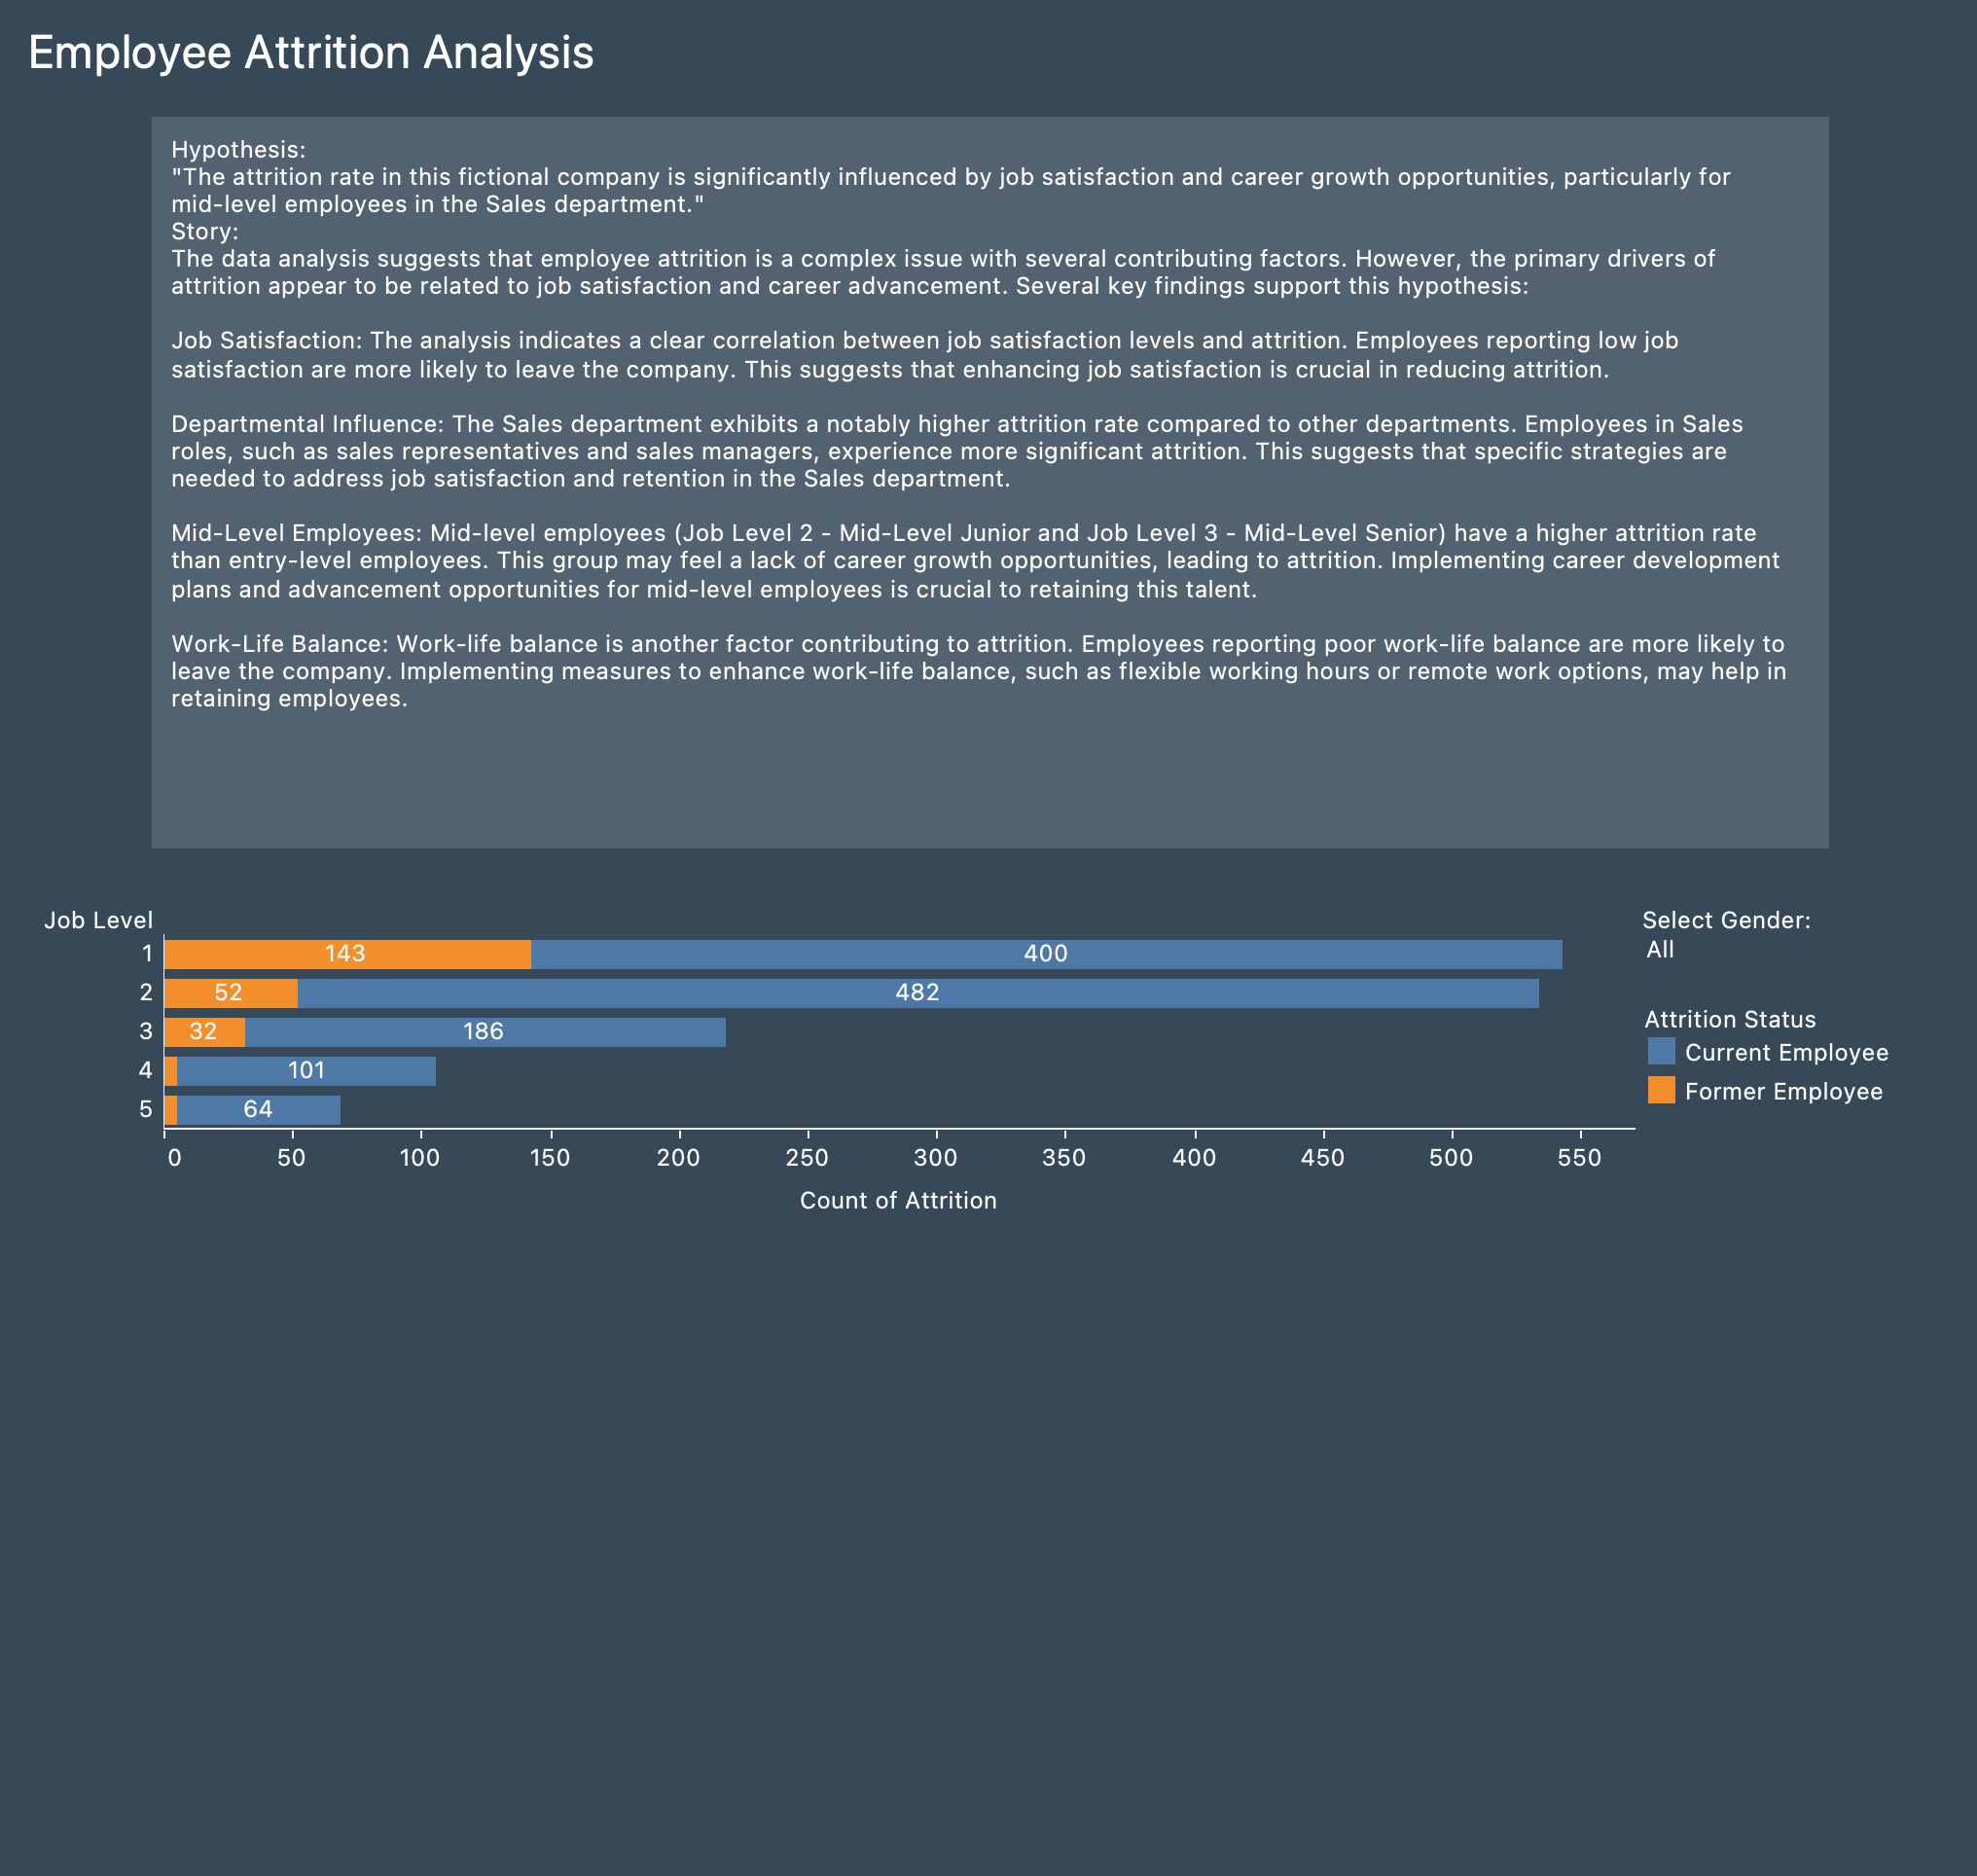 Employee Attrition Analysis
Hypothesis:
"The attrition rate in this fictional company is significantly influenced by job satisfaction and career growth opportunities, particularly for
mid-level employees in the Sales department."
Story:
The data analysis suggests that employee attrition is a complex issue with several contributing factors. However, the primary drivers of
attrition appear to be related to job satisfaction and career advancement. Several key findings support this hypothesis:
Job Satisfaction: The analysis indicates a clear correlation between job satisfaction levels and attrition. Employees reporting low job
satisfaction are more likely to leave the company. This suggests that enhancing job satisfaction is crucial in reducing attrition.
Departmental Influence: The Sales department exhibits a notably higher attrition rate compared to other departments. Employees in Sales
roles, such as sales representatives and sales managers, experience more significant attrition. This suggests that specific strategies are
needed to address job satisfaction and retention in the Sales department.
Mid-Level Employees: Mid-level employees (Job Level 2 - Mid-Level Junior and Job Level 3 - Mid-Level Senior) have a higher attrition rate
than entry-level employees. This group may feel a lack of career growth opportunities, leading to attrition. Implementing career development
plans and advancement opportunities for mid-level employees is crucial to retaining this talent.
Work-Life Balance: Work-life balance is another factor contributing to attrition. Employees reporting poor work-life balance are more likely to
leave the company. Implementing measures to enhance work-life balance, such as flexible working hours or remote work options, may help in
retaining employees.
Job Level
1 143 400
2 52 482
3 32 186
4 101
5 64
0 50 100 150 200 250 300 350 400 450 500 550
Count of Attrition
Select Gender:
All
Attrition Status
Current Employee
Former Employee